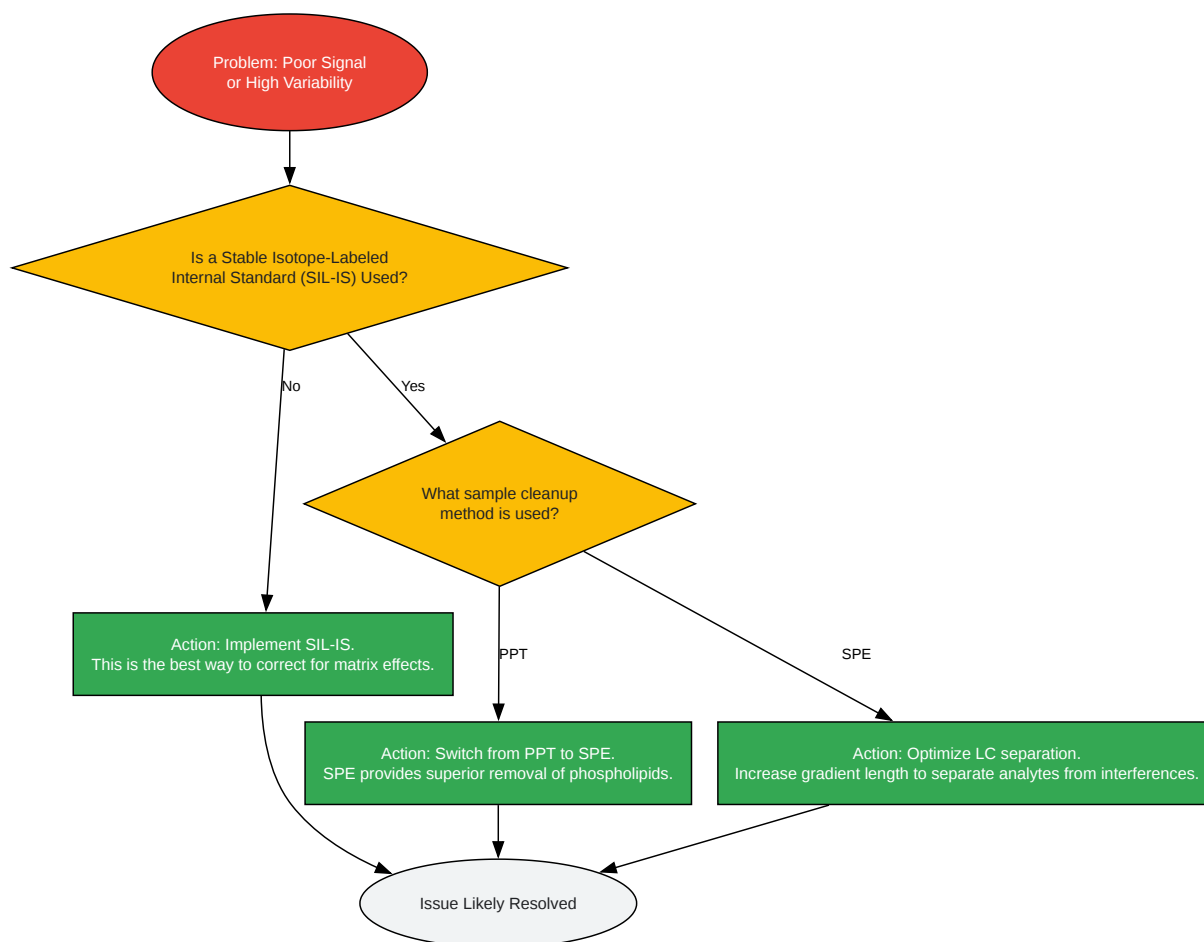 Problem: Poor Signal
or High Variability
Is a Stable Isotope-Labeled
Internal Standard (SIL-IS) Used?
No
Yes
What sample cleanup
method is used?
Action: Implement SIL-IS.
This is the best way to correct for matrix effects.
PPT
SPE
Action: Switch from PPT to SPE.
SPE provides superior removal of phospholipids.
Action: Optimize LC separation.
Increase gradient length to separate analytes from interferences.
Issue Likely Resolved